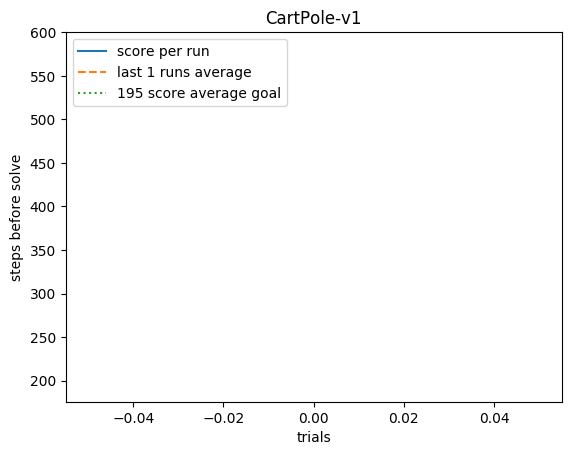 CartPole-v1
score per run
last 1 runs average
195 score average goal
steps before solve
600
550
500
450
400
350
300
250
200
−0.04 −0.02 0.00 0.02 0.04
trials